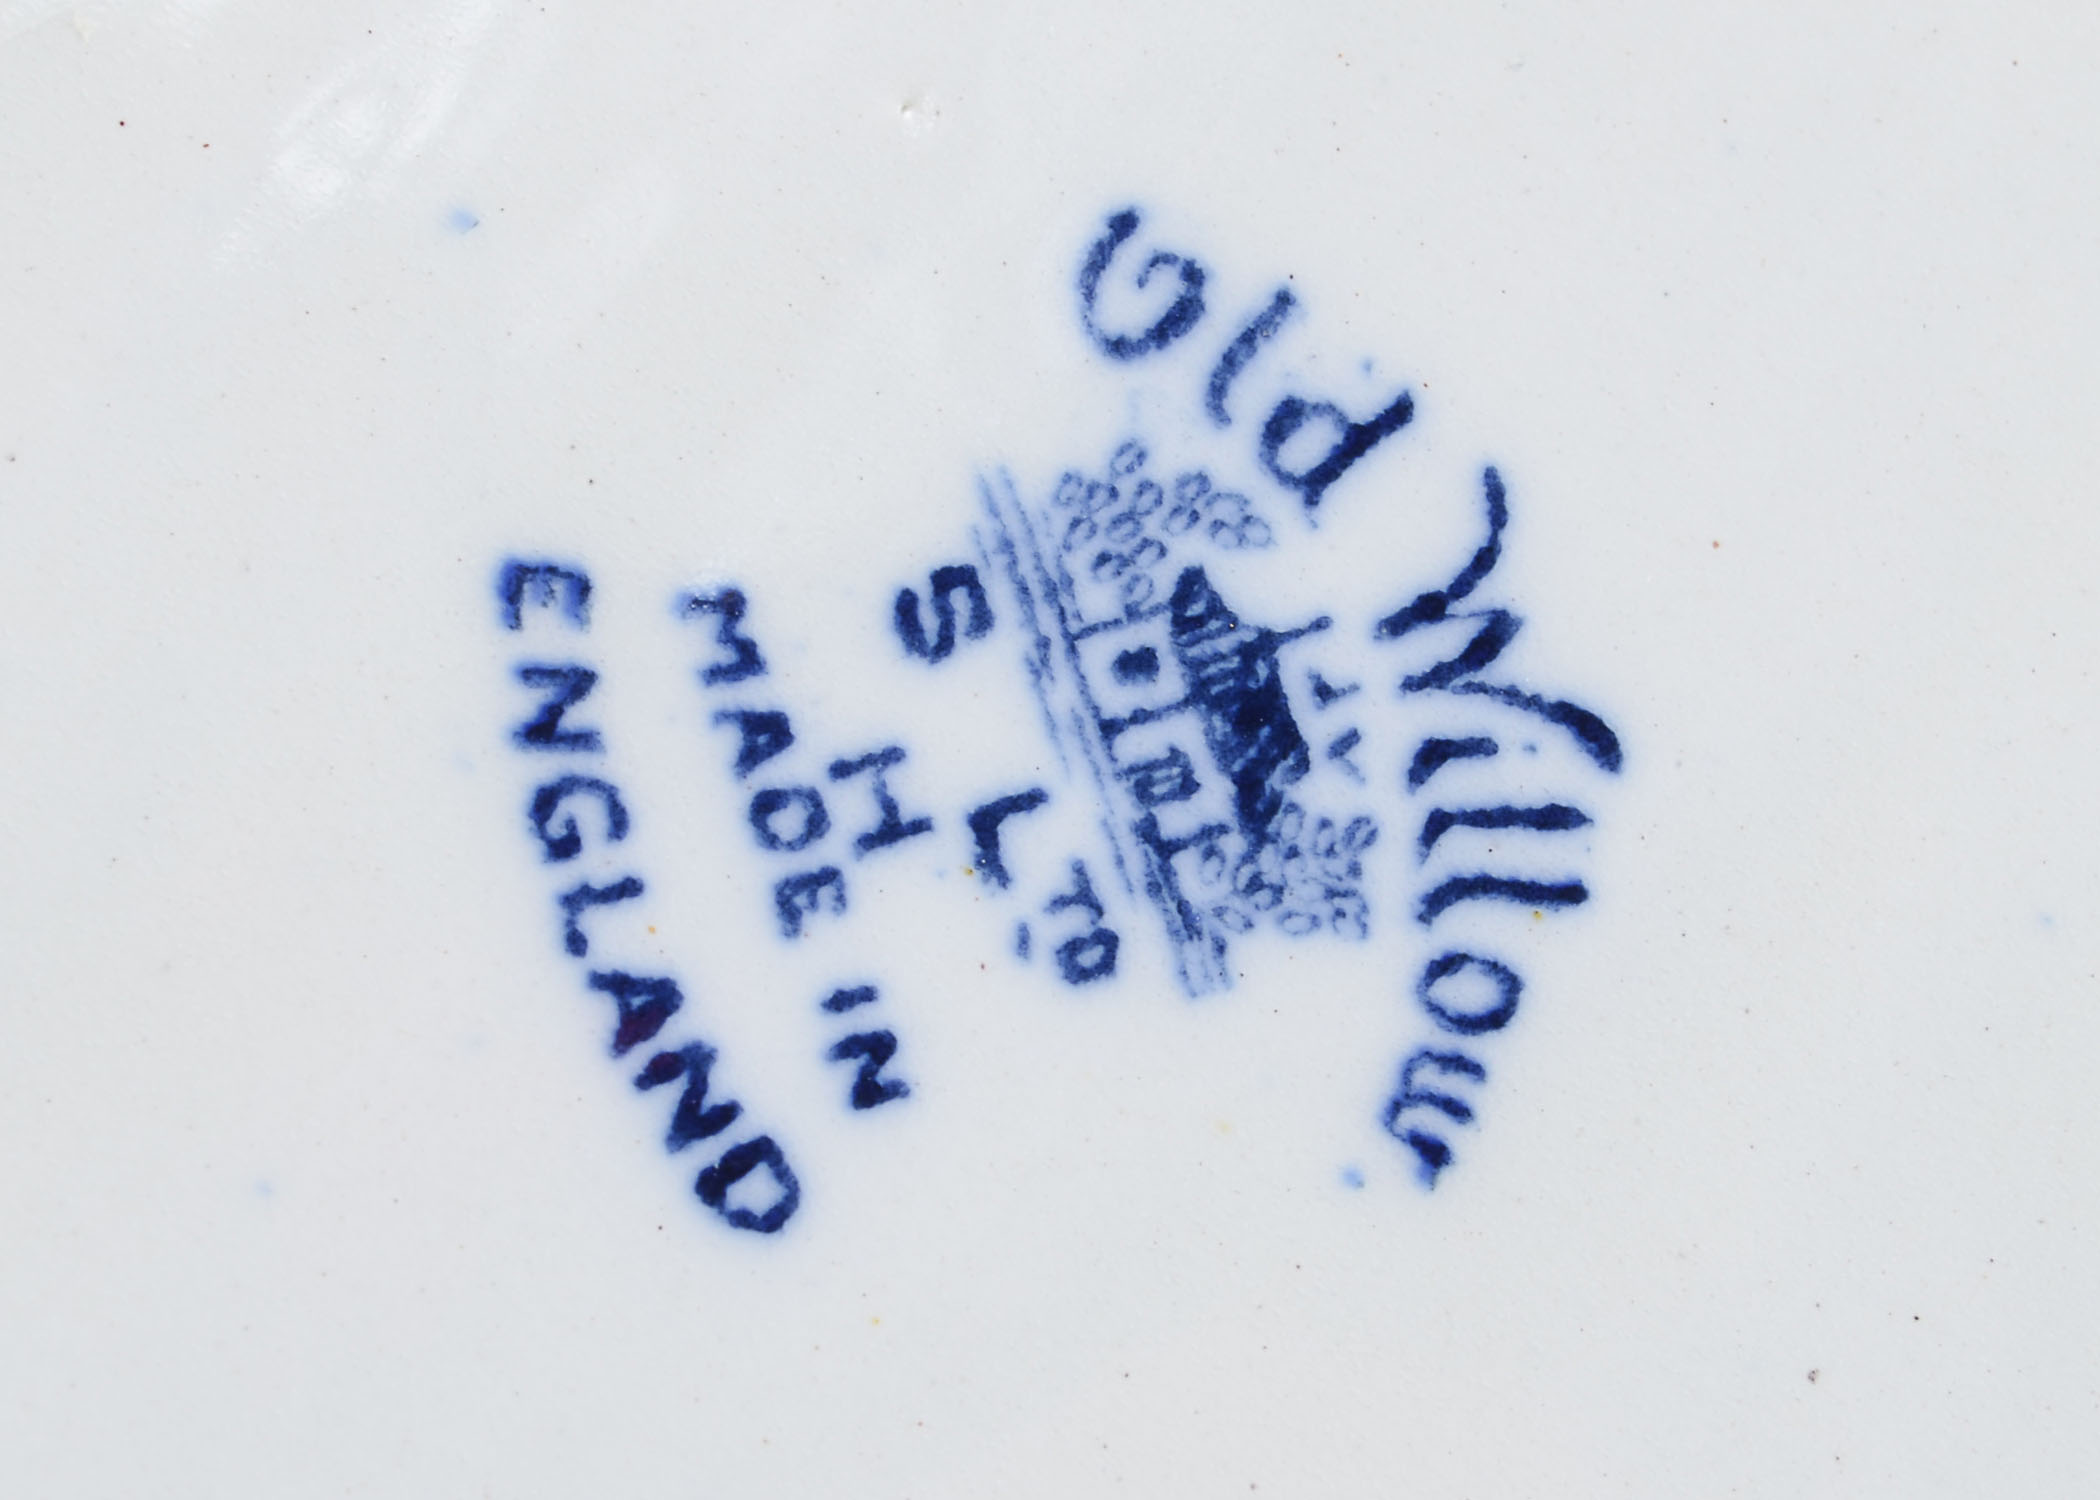 Old Willow
S H L TD
MADE IN
ENGLAND